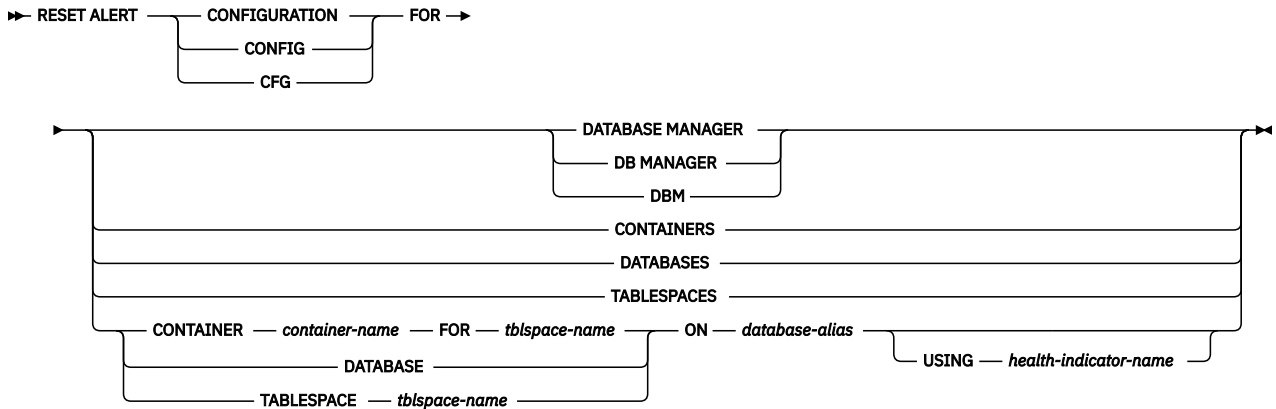 RESET ALERT CONFIGURATION FOR
CONFIG
CFG
DATABASE MANAGER
DB MANAGER
DBM
CONTAINERS
DATABASES
TABLESPACES
CONTAINER container-name FOR tblspace-name ON database-alias
USING health-indicator-name
DATABASE
TABLESPACE tblspace-name